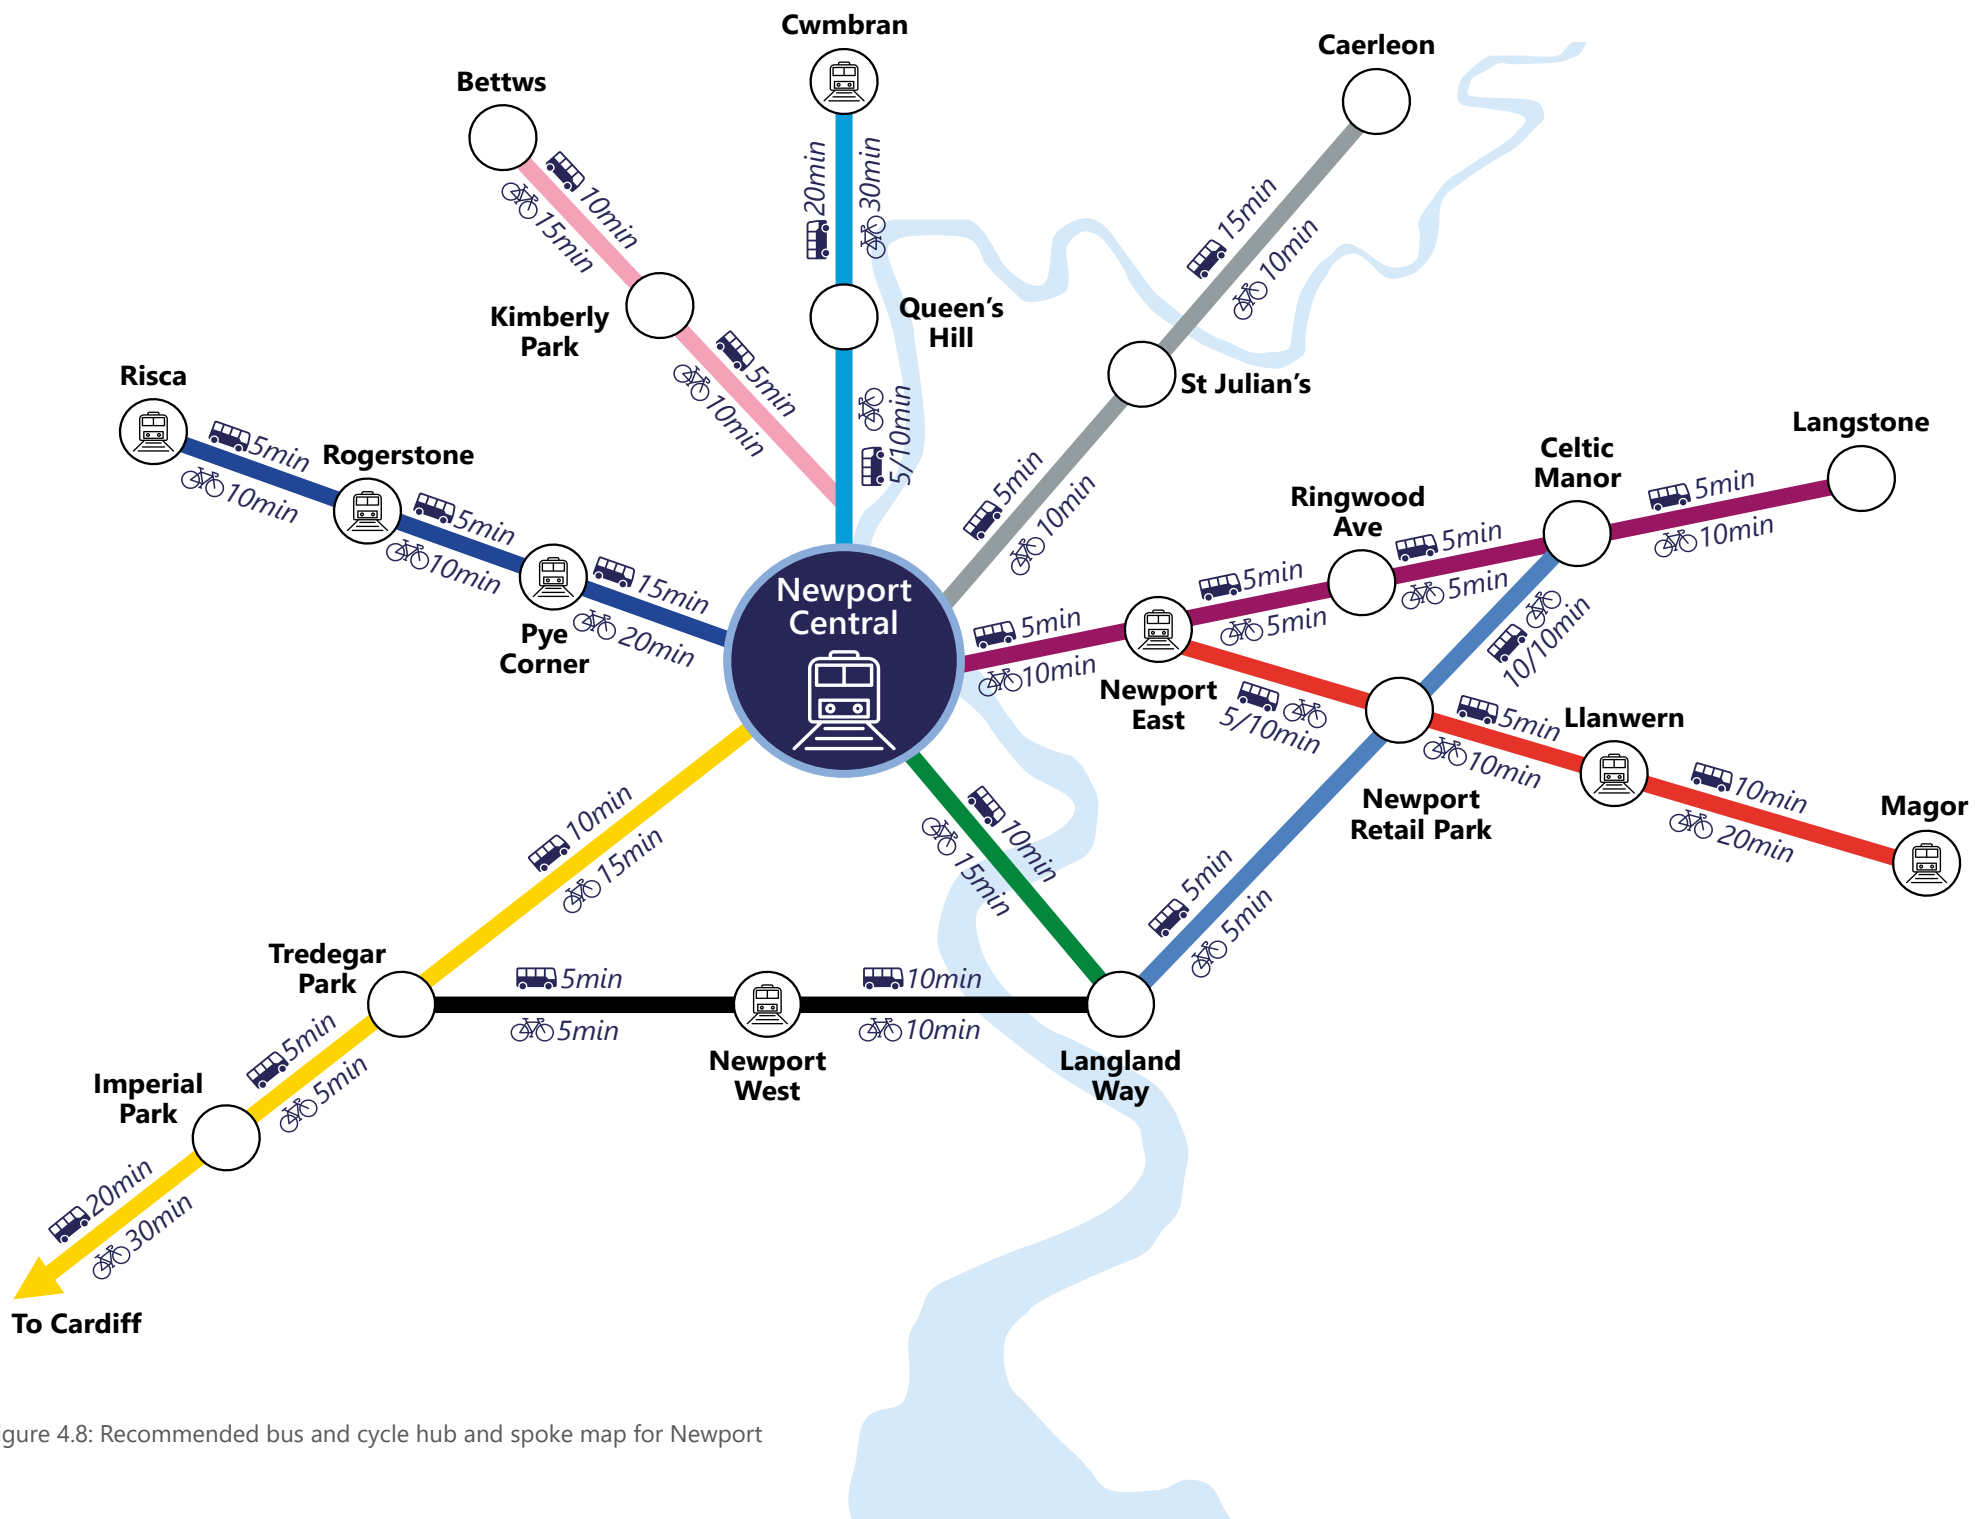 Cwmbran
Caerleon
Bettws
20min
30min
10min
15min
15min
10min
Queen's
Hill
Kimberly
Park
5min
10min
5/10min
St Julian's
Risca
5min
10min
Rogerstone
5min
10min
Pye
Corner
15min
20min
5min
10min
Langstone
Celtic
Manor
5min
10min
Ringwood
Ave
5min
5min
5min
5min
Newport
Central
5min
10min
Newport
East
10/10min
5/10min
5min
10min
Llanwern
Newport
Retail Park
10min
20min
Magor
10min
15min
10min
15min
5min
5min
Tredegar
Park
5min
5min
10min
10min
Newport
West
Langland
Way
5min
5min
Imperial
Park
20min
30min
To Cardiff
igure 4.8: Recommended bus and cycle hub and spoke map for Newport